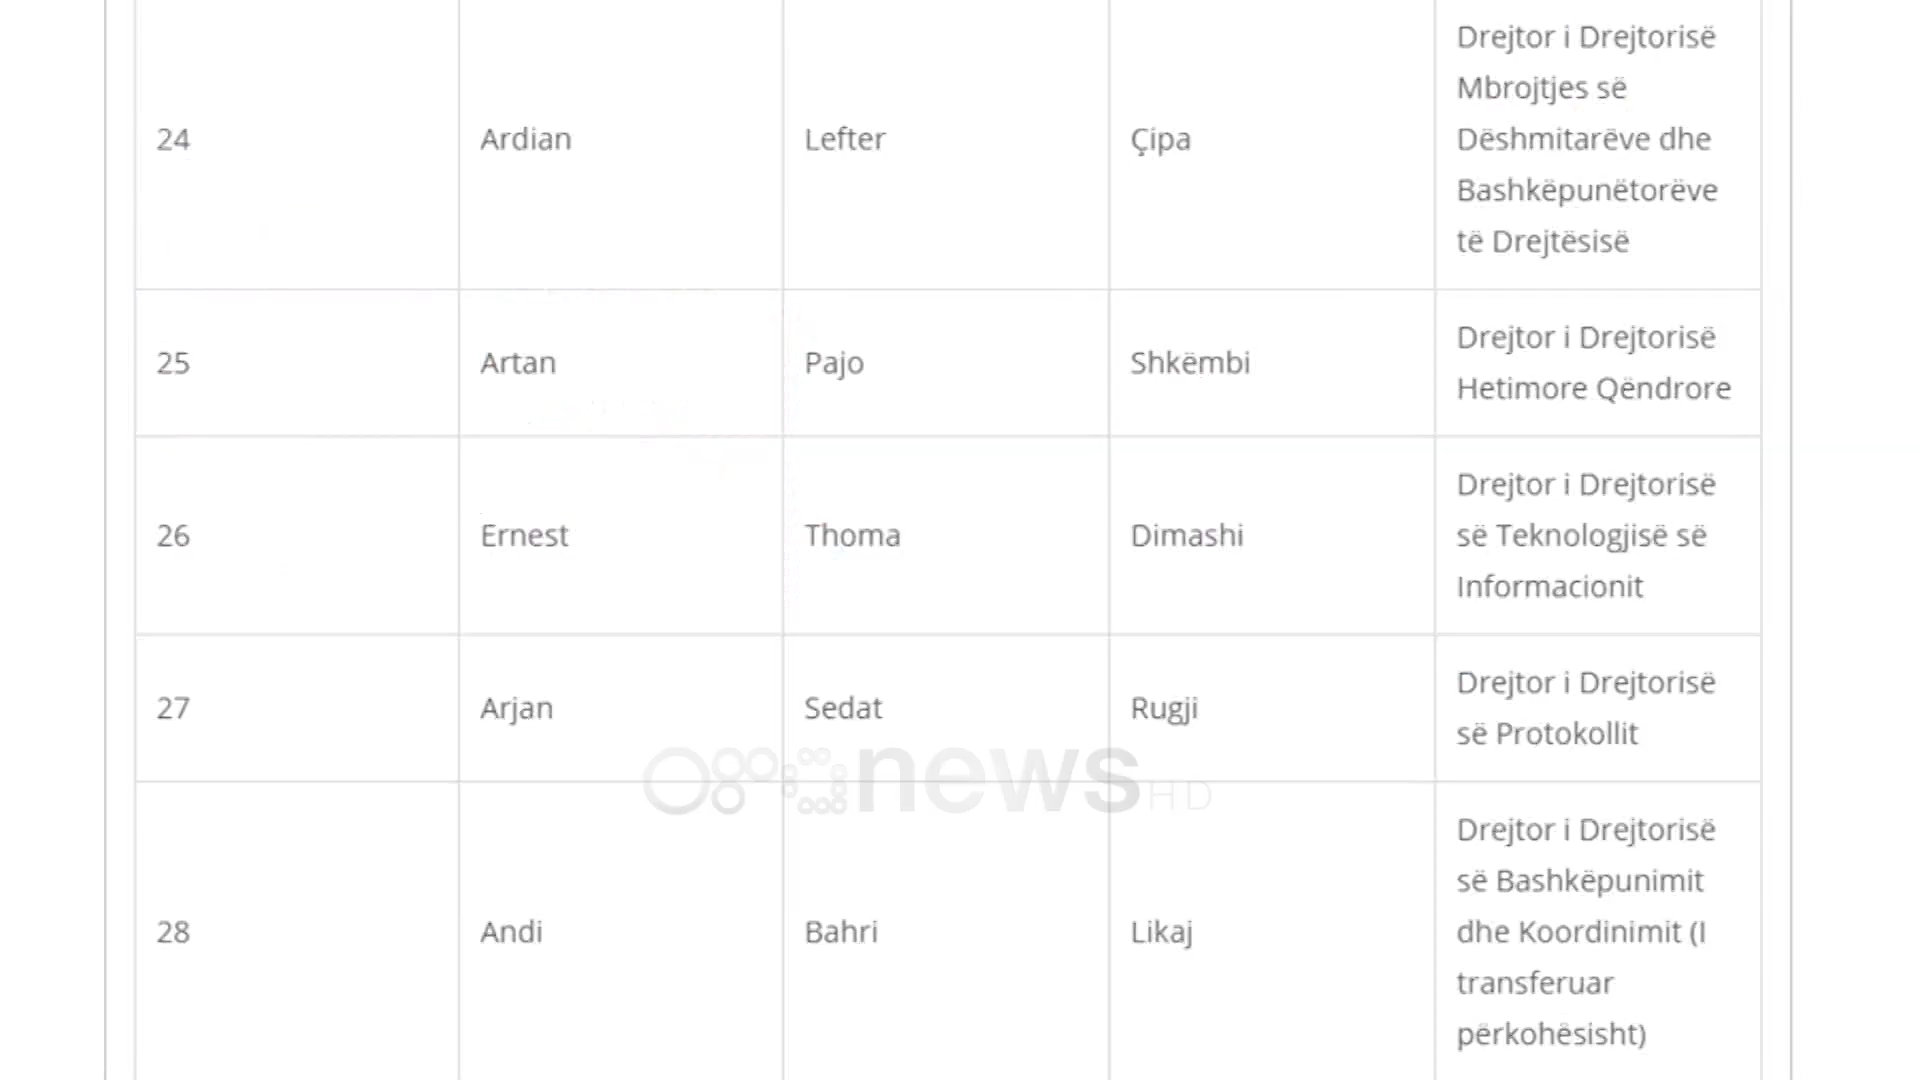 24 Ardian Lefter Çipa Drejtor i Drejtorisë
Mbrojtjes së
Dëshmitarëve dhe
Bashkëpunëtorëve
të Drejtësisë
25 Artan Pajo Shkëmbi Drejtor i Drejtorisë
Hetimore Qëndrore
26 Ernest Thoma Dimashi Drejtor i Drejtorisë
së Teknologjisë së
Informacionit
27 Arjan Sedat Rugji Drejtor i Drejtorisë
së Protokollit
news HD
28 Andi Bahri Likaj Drejtor i Drejtorisë
së Bashkëpunimit
dhe Koordinimit (I
transferuar
përkohësisht)